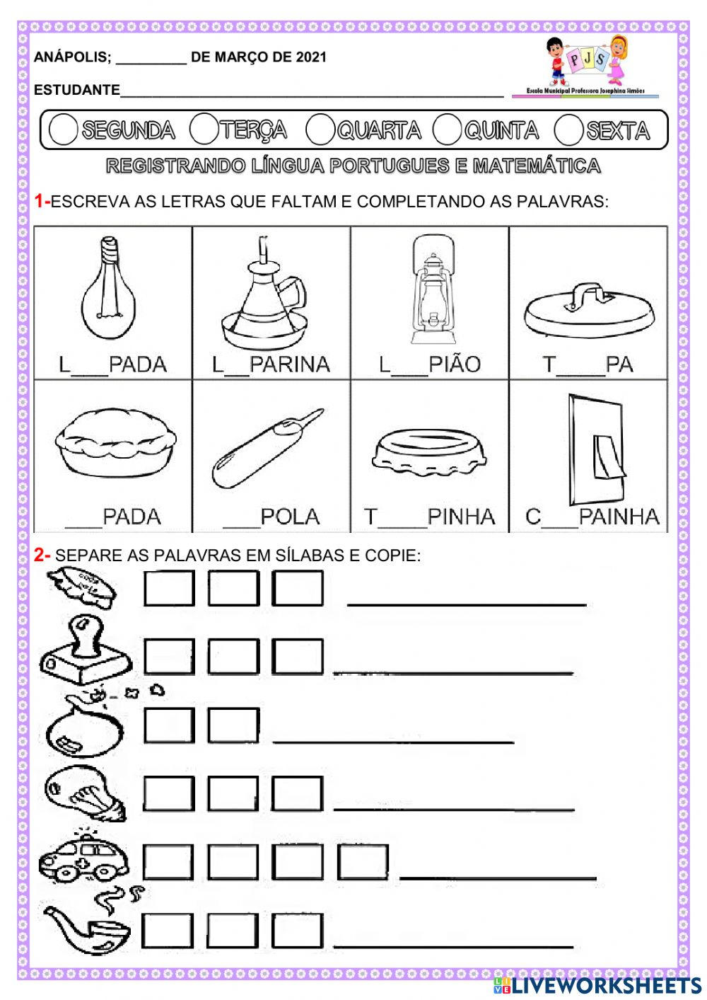 ANÁPOLIS; _________ DE MARÇO DE 2021
PJS
Escola Municipal Professora Josephina Simões
ESTUDANTE________________________________________________
SEGUNDA TERÇA QUARTA QUINTA SEXTA
REGISTRANDO LÍNGUA PORTUGUES E MATEMÁTICA
1-ESCREVA AS LETRAS QUE FALTAM E COMPLETANDO AS PALAVRAS:
L___PADA L__PARINA L___PIÃO T____PA
___PADA ___POLA T____PINHA C___PAINHA
2- SEPARE AS PALAVRAS EM SÍLABAS E COPIE:
LIVEWORKSHEETS